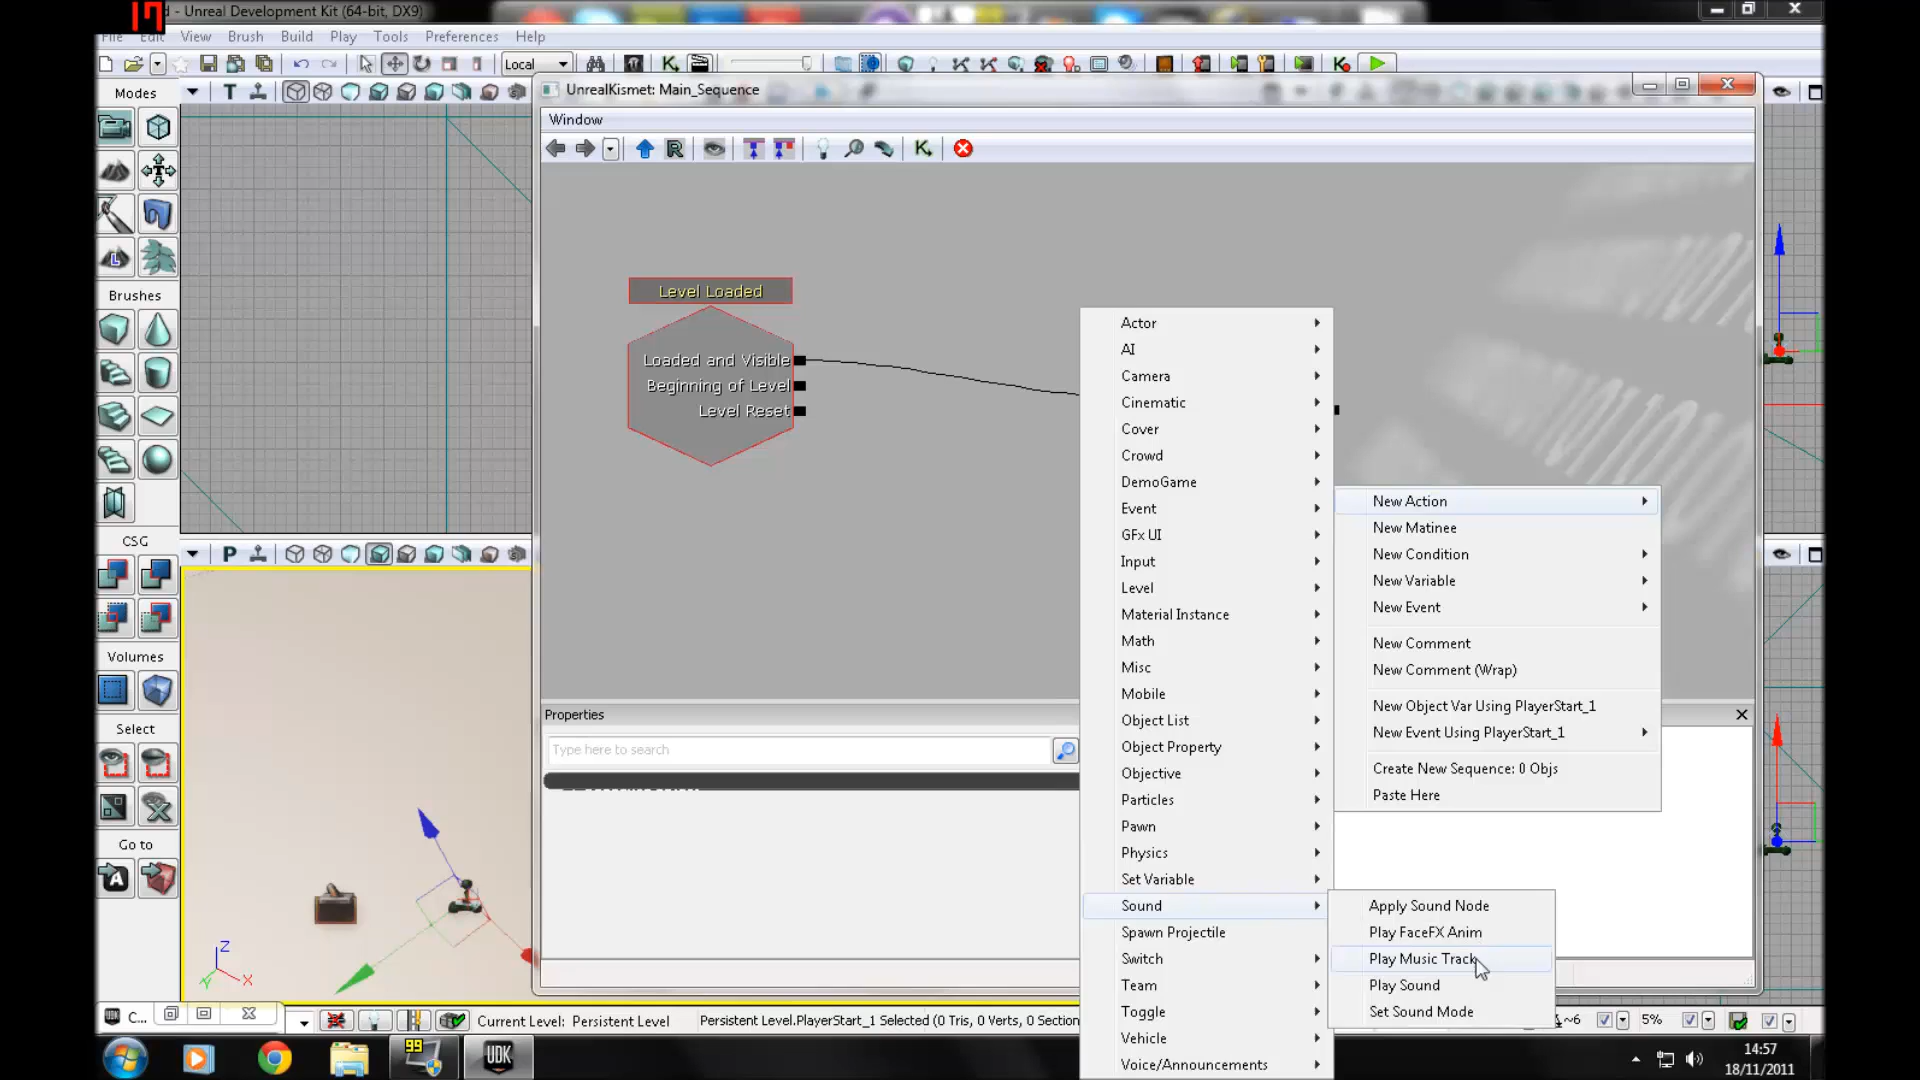 17
d - Unreal Development Kit (64-bit, DX9)
File Edit View Brush Build Play Tools Preferences Help
Local
Modes
UnrealKismet: Main_Sequence
Window
Level Loaded
Loaded and Visible
Beginning of Level
Level Reset
Brushes
CSG
Volumes
Select
Go to
Actor
AI
Camera
Cinematic
Cover
Crowd
DemoGame
Event
GFx UI
Input
Level
Material Instance
Math
Misc
Mobile
Object List
Object Property
Objective
Particles
Pawn
Physics
Set Variable
Sound
Spawn Projectile
Switch
Team
Toggle
Vehicle
Voice/Announcements
New Action
New Matinee
New Condition
New Variable
New Event
New Comment
New Comment (Wrap)
New Object Var Using PlayerStart_1
New Event Using PlayerStart_1
Create New Sequence: 0 Objs
Paste Here
Apply Sound Node
Play FaceFX Anim
Play Music Track
Play Sound
Set Sound Mode
Properties
Type here to search
Z
X
Y
C...
Current Level: Persistent Level
Persistent Level.PlayerStart_1 Selected (0 Tris, 0 Verts, 0 Section
~6
5%
99
UDK
14:57
18/11/2011